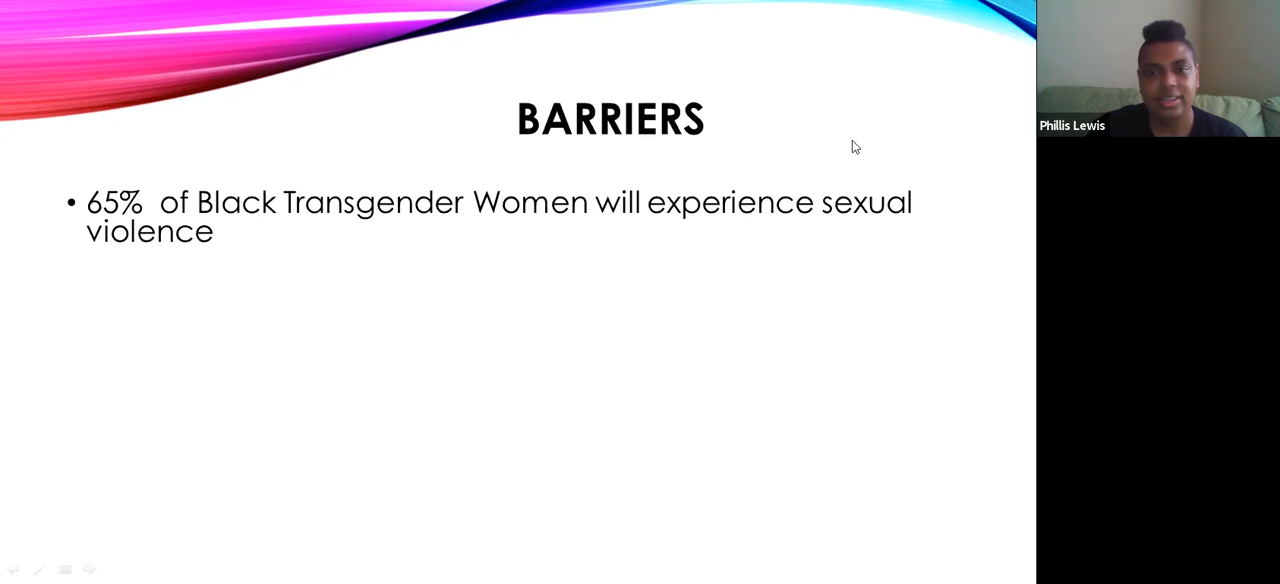 BARRIERS
• 65% of Black Transgender Women will experience sexual
violence
Phillis Lewis